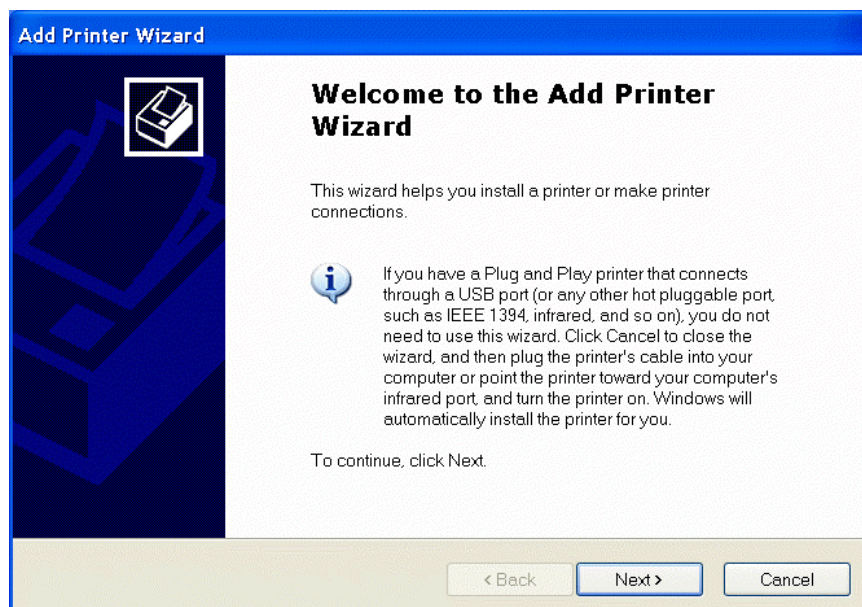 Add Printer Wizard
Welcome to the Add Printer
Wizard
This wizard helps you install a printer or make printer
connections.
If you have a Plug and Play printer that connects
through a USB port (or any other hot pluggable port,
such as IEEE 1394, infrared, and so on), you do not
need to use this wizard. Click Cancel to close the
wizard, and then plug the printer's cable into your
computer or point the printer toward your computer's
infrared port, and turn the printer on. Windows will
automatically install the printer for you.
To continue, click Next.
< Back Next > Cancel